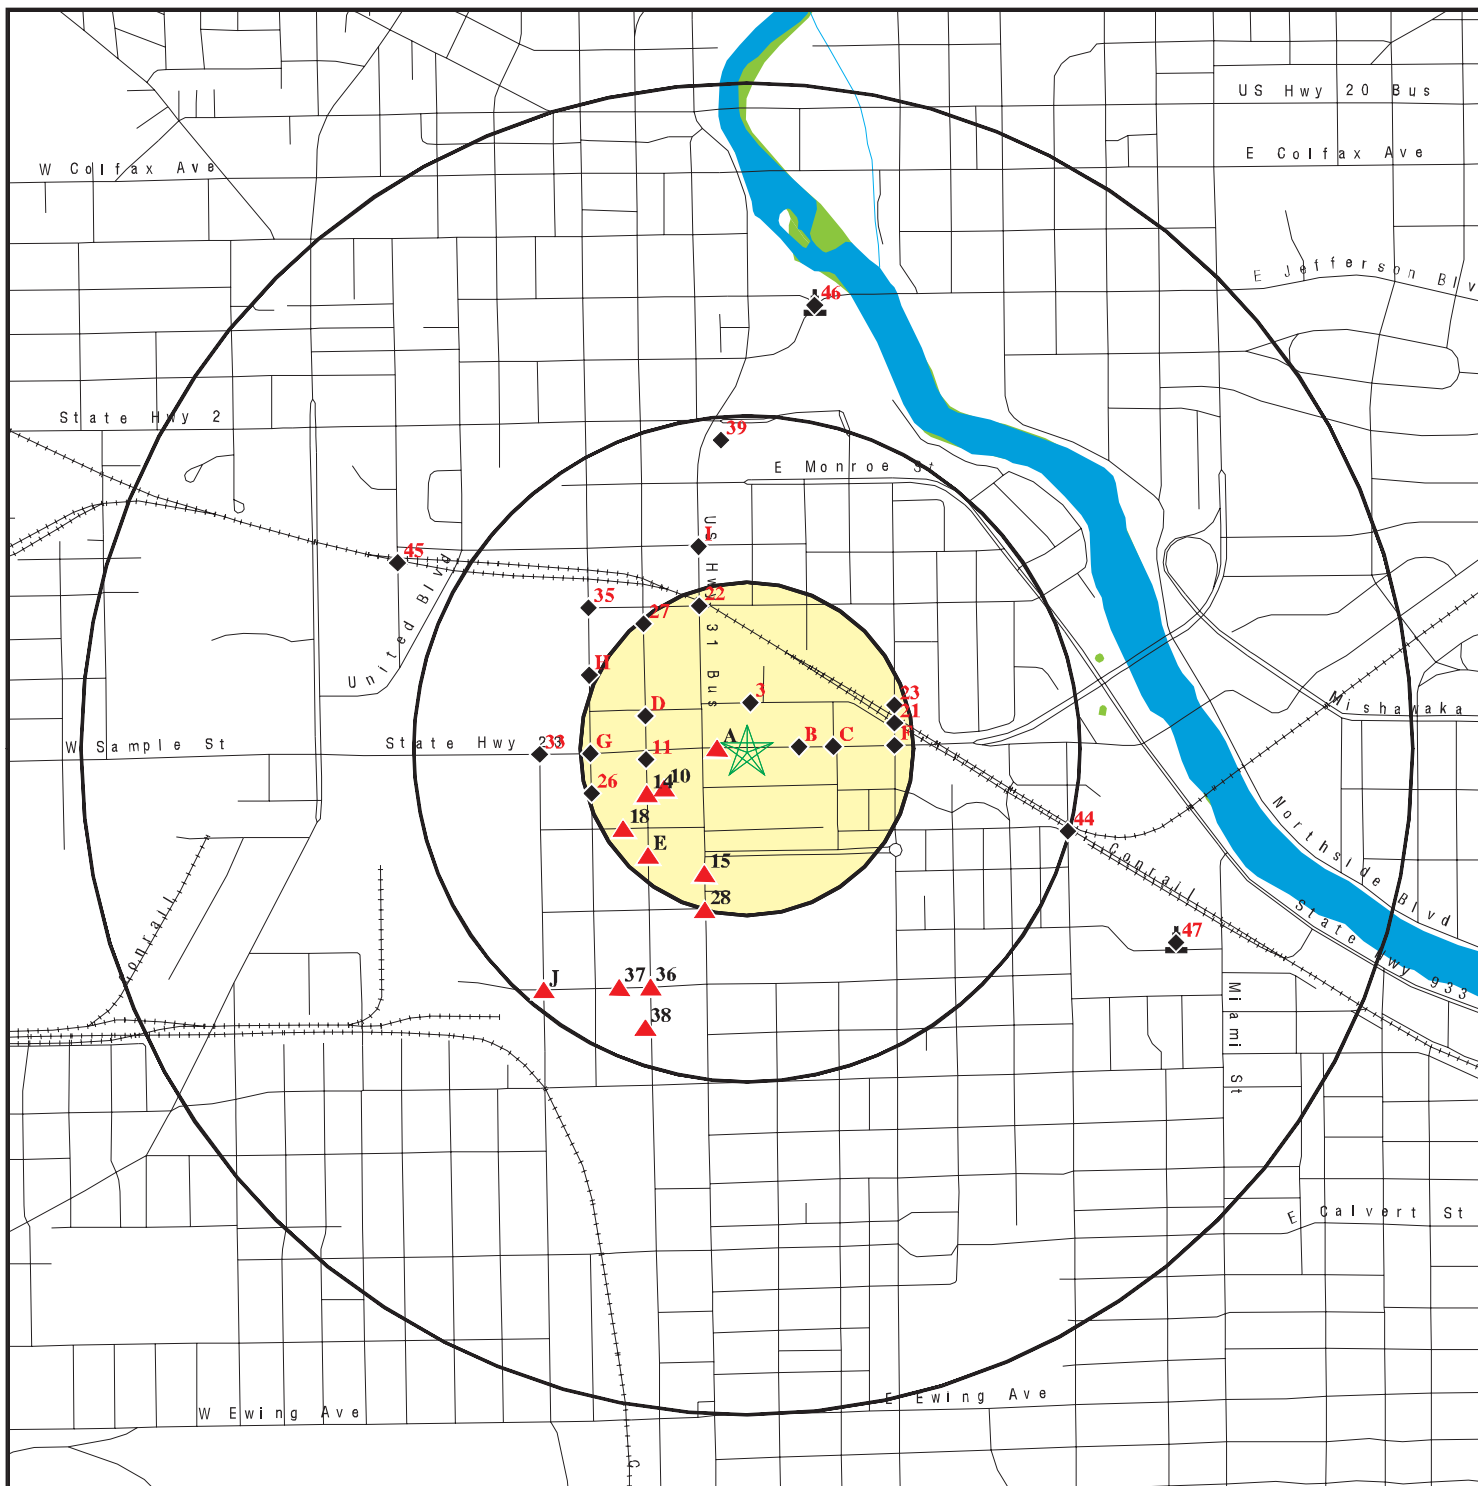 US Hwy 20 Bus
E Colfax Ave
W Colfax Ave
E Jefferson Blv
46
State Hwy 2
39
E Monroe St
US Hwy 31 Bus
I
45
United Blvd
35
27
22
H
D
3
23
21
Mishawaka
W Sample St
State Hwy 23
33
G
11
A
B
C
F
26
14
10
18
44
E
15
Conrail
Northside Blvd
28
State Hwy 933
47
Conrail
J
37
36
38
Miami St
E Calvert St
W Ewing Ave
E Ewing Ave
C